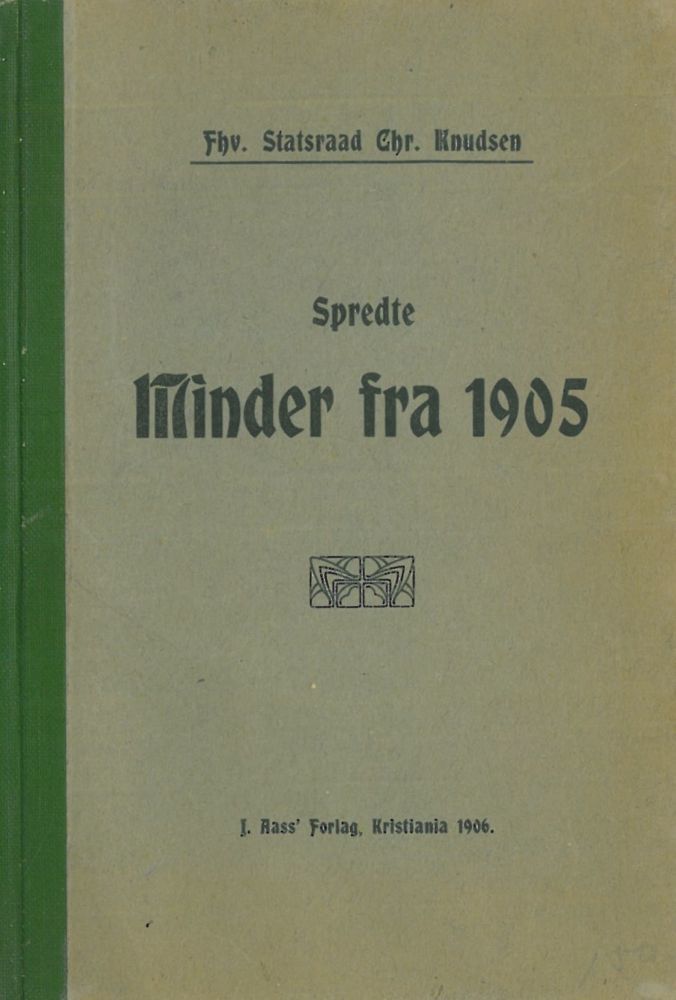 Fhv. Statsraad Chr. Knudsen
Spredte
Minder fra 1905
J. Aass' Forlag, Kristiania 1906.